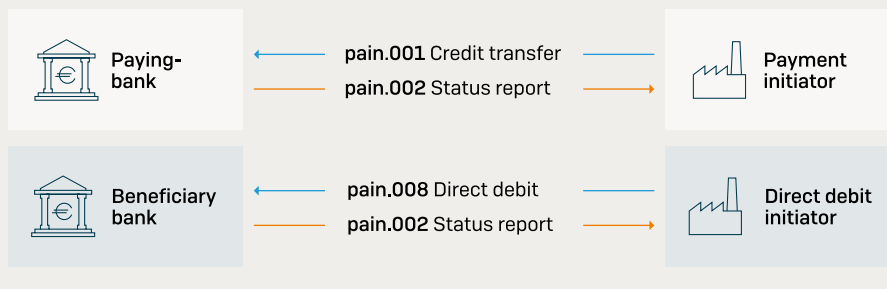 Paying-
bank
pain.001 Credit transfer
pain.002 Status report
Payment
initiator
Beneficiary
bank
pain.008 Direct debit
pain.002 Status report
Direct debit
initiator